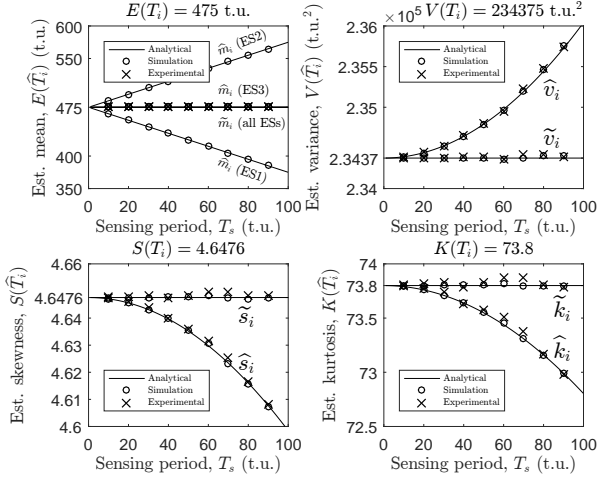 E(T_i) = 475 t.u.
Est. mean, E(T̂_i) (t.u.)
600
550
475
400
350
Analytical
Simulation
Experimental
m̂_i (ES2)
m̂_i (ES3)
m̃_i (all ESs)
m̂_i (ES1)
0 20 40 60 80 100
Sensing period, T_s (t.u.)
× 10^5 V(T_i) = 234375 t.u.^2
Est. variance, V(T̂_i) (t.u.^2)
2.36
2.355
2.35
2.3437
2.34
Analytical
Simulation
Experimental
v̂_i
ṽ_i
0 20 40 60 80 100
Sensing period, T_s (t.u.)
S(T_i) = 4.6476
Est. skewness, S(T̂_i)
4.66
4.6476
4.64
4.63
4.62
4.61
4.6
s̃_i
ŝ_i
Analytical
Simulation
Experimental
0 20 40 60 80 100
Sensing period, T_s (t.u.)
K(T_i) = 73.8
Est. kurtosis, K(T̂_i)
74
73.8
73.5
73
72.5
k̃_i
k̂_i
Analytical
Simulation
Experimental
0 20 40 60 80 100
Sensing period, T_s (t.u.)